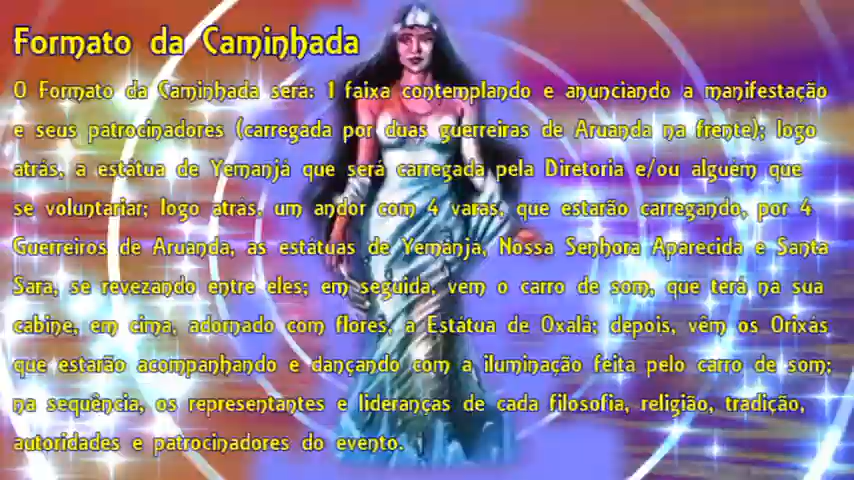 Formato da Caminhada
O Formato da Caminhada será: 1 faixa contemplando e anunciando a manifestação
e seus patrocinadores (carregada por duas guerreiras de Aruanda na frente); logo
atrás, a estátua de Yemanjá que será carregada pela Diretoria e/ou alguém que
se voluntariar; logo atrás, um andor com 4 varas, que estarão carregando, por 4
Guerreiros de Aruanda, as estátuas de Yemanjá, Nossa Senhora Aparecida e Santa
Sara, se revezando entre eles; em seguida, vem o carro de som, que terá na sua
cabine, em cima, adornado com flores, a Estátua de Oxalá; depois, vêm os Orixás
que estarão acompanhando e dançando com a iluminação feita pelo carro de som;
na sequência, os representantes e lideranças de cada filosofia, religião, tradição,
autoridades e patrocinadores do evento.